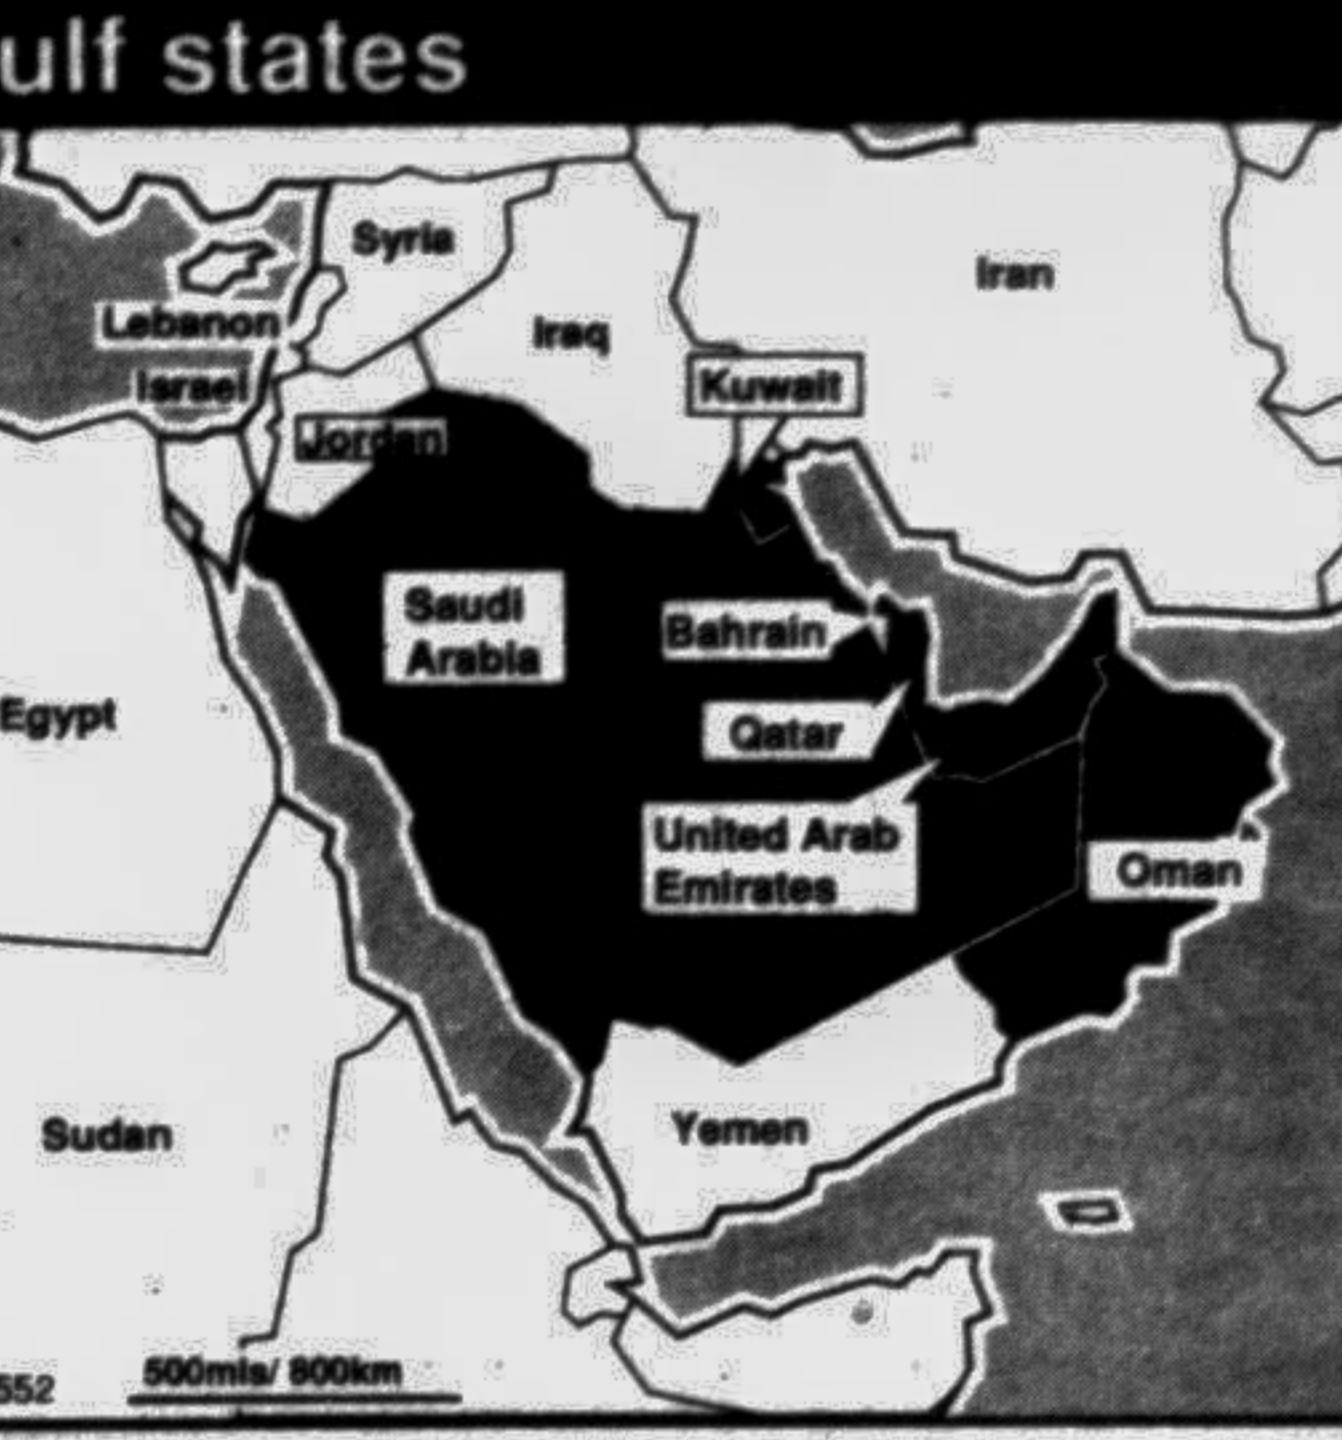 ulf states
Syria
Iran
Lebanon
Iraq
Israel
Kuwait
Jordan
Saudi
Arabia
Bahrain
Egypt
Qatar
United Arab
Emirates
Oman
Sudan
Yemen
500mls/ 800km
552